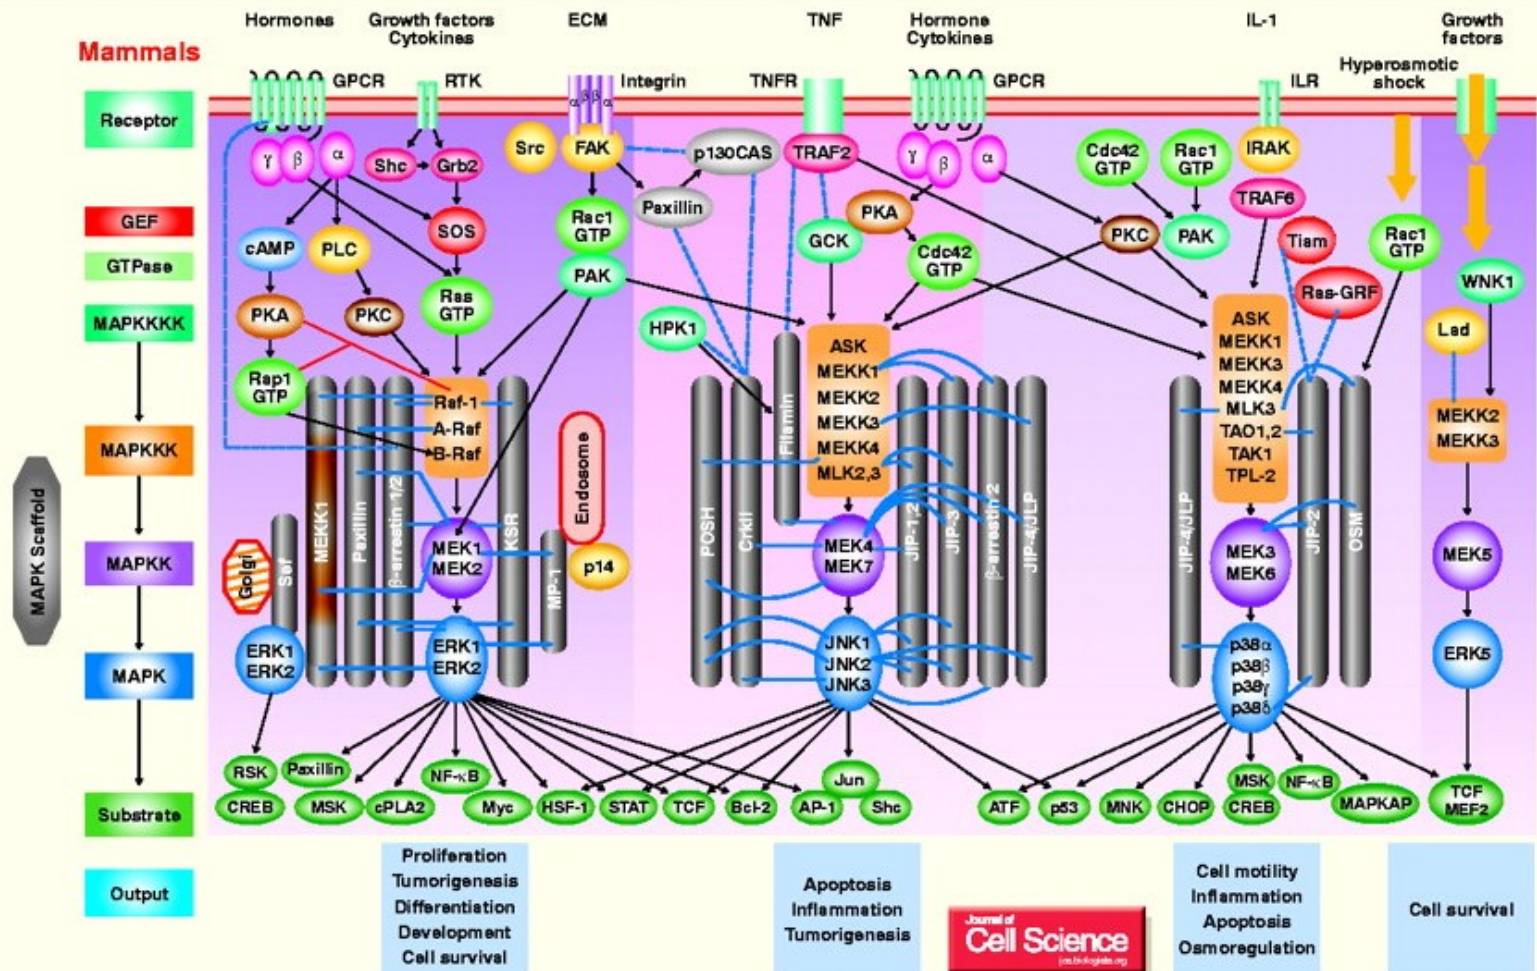 Mammals
Hormones
Growth factors
Cytokines
ECM
TNF
Hormone
Cytokines
IL-1
Growth
factors
Hyperosmotic
shock
GPCR
RTK
Integrin
TNFR
GPCR
ILR
Receptor
GEF
GTPase
MAPKKKK
MAPKKK
MAPKK
MAPK
Substrate
Output
MAPK Scaffold
γ
β
α
Shc
Grb2
SOS
cAMP
PLC
PKA
PKC
Ras
GTP
Rap1
GTP
α
β
β
α
Src
FAK
Rac1
GTP
PAK
p130CAS
Paxillin
TRAF2
GCK
HPK1
γ
β
α
PKA
Cdc42
GTP
PKC
Cdc42
GTP
Rac1
GTP
PAK
IRAK
TRAF6
Tiam
Ras-GRF
Rac1
GTP
WNK1
Lad
Raf-1
A-Raf
B-Raf
MEK1
MEK2
ERK1
ERK2
Golgi
Sef
ERK1
ERK2
MEKK1
Paxillin
β-arrestin 1/2
KSR
MP-1
Endosome
p14
POSH
CrkII
Filamin
ASK
MEKK1
MEKK2
MEKK3
MEKK4
MLK2,3
MEK4
MEK7
JNK1
JNK2
JNK3
JIP-1,2
JIP-3
β-arrestin 2
JIP-4/JLP
JIP-4/JLP
ASK
MEKK1
MEKK3
MEKK4
MLK3
TAO1,2
TAK1
TPL-2
MEK3
MEK6
p38α
p38β
p38γ
p38δ
JIP-2
OSM
MEKK2
MEKK3
MEK5
ERK5
RSK
CREB
Paxillin
MSK
cPLA2
NF-κB
Myc
HSF-1
STAT
TCF
Bcl-2
AP-1
Jun
Shc
ATF
p53
MNK
CHOP
MSK
CREB
NF-κB
MAPKAP
TCF
MEF2
Proliferation
Tumorigenesis
Differentiation
Development
Cell survival
Apoptosis
Inflammation
Tumorigenesis
Cell motility
Inflammation
Apoptosis
Osmoregulation
Cell survival
Journal of
Cell Science
jcs.biologists.org